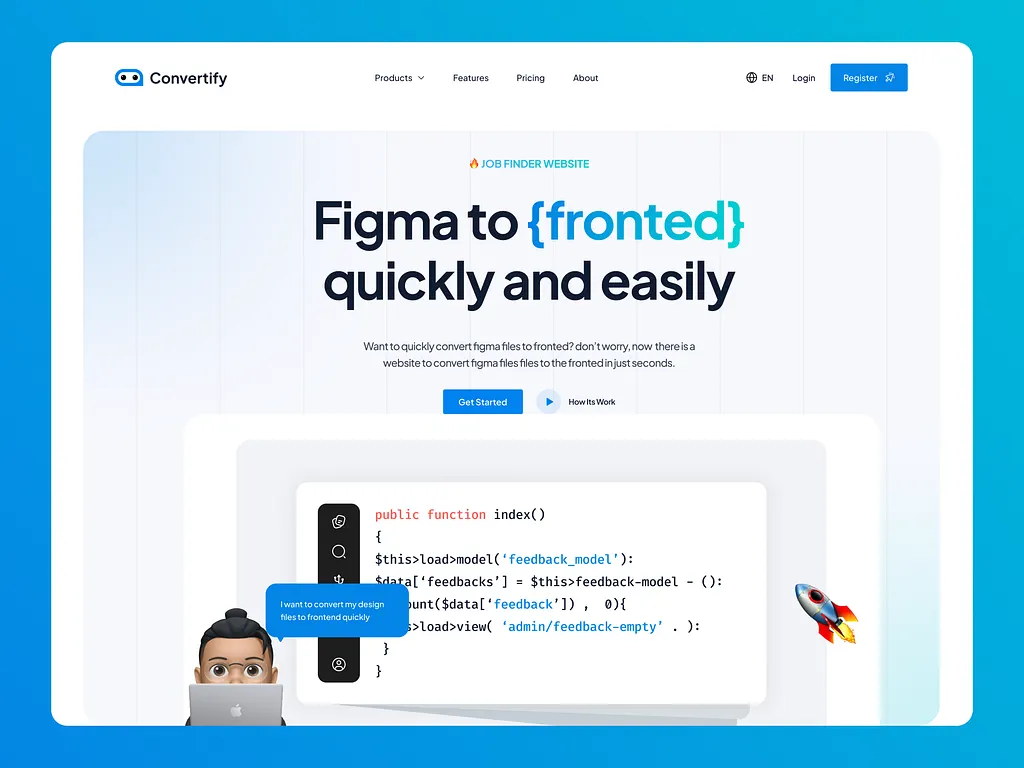 Convertify
Products
Features
Pricing
About
EN
Login
Register
JOB FINDER WEBSITE
Figma to {fronted}
quickly and easily
Want to quickly convert figma files to fronted? don't worry, now there is a
website to convert figma files files to the fronted in just seconds.
Get Started
How Its Work
public function index()
{
$this>load>model(‘feedback_model’):
$data[‘feedbacks’] = $this>feedback-model - ():
ount($data[‘feedback’]) , 0){
s>load>view( ‘admin/feedback-empty’ . ):
}
}
I want to convert my design
files to frontend quickly